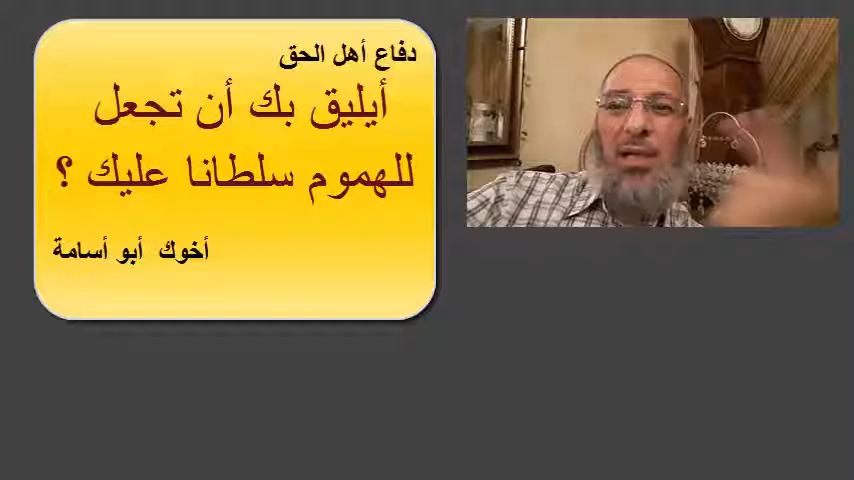 دفاع أهل الحق
أيليق بك أن تجعل
للهموم سلطانا عليك ؟
أخوك أبو أسامة